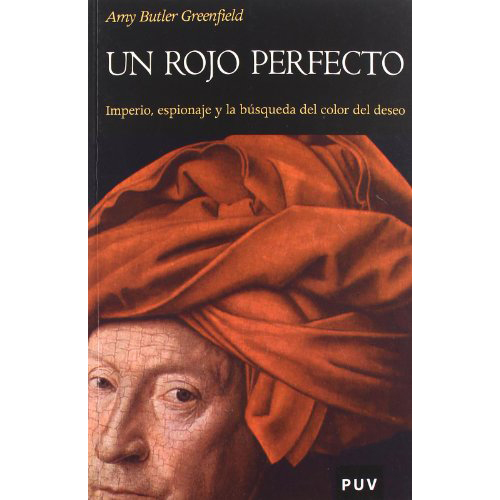 Amy Butler Greenfield
UN ROJO PERFECTO
Imperio, espionaje y la búsqueda del color del deseo
PUV